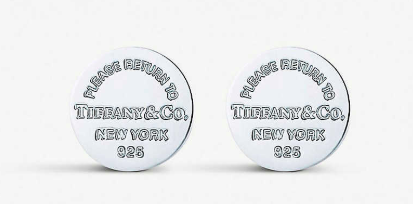 PLEASE RETURN TO
TIFFANY&CO.
NEW YORK
925
PLEASE RETURN TO
TIFFANY&CO.
NEW YORK
925